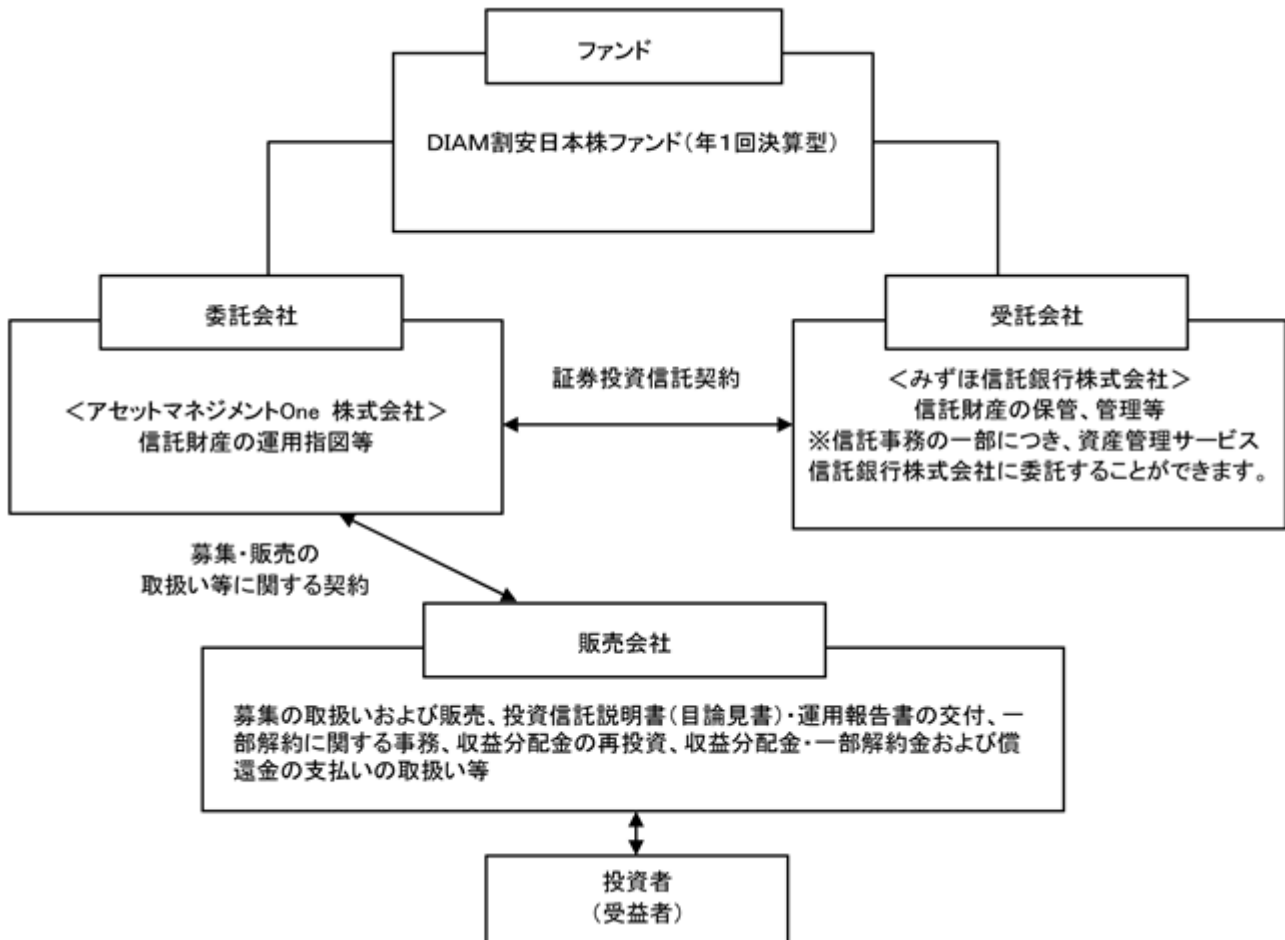 ファンド
DIAM割安日本株ファンド(年1回決算型)
委託会社
<アセットマネジメントOne 株式会社>
信託財産の運用指図等
証券投資信託契約
受託会社
<みずほ信託銀行株式会社>
信託財産の保管、管理等
※信託事務の一部につき、資産管理サービス
信託銀行株式会社に委託することができます。
募集・販売の
取扱い等に関する契約
販売会社
募集の取扱いおよび販売、投資信託説明書(目論見書)・運用報告書の交付、一
部解約に関する事務、収益分配金の再投資、収益分配金・一部解約金および償
還金の支払いの取扱い等
投資者
(受益者)